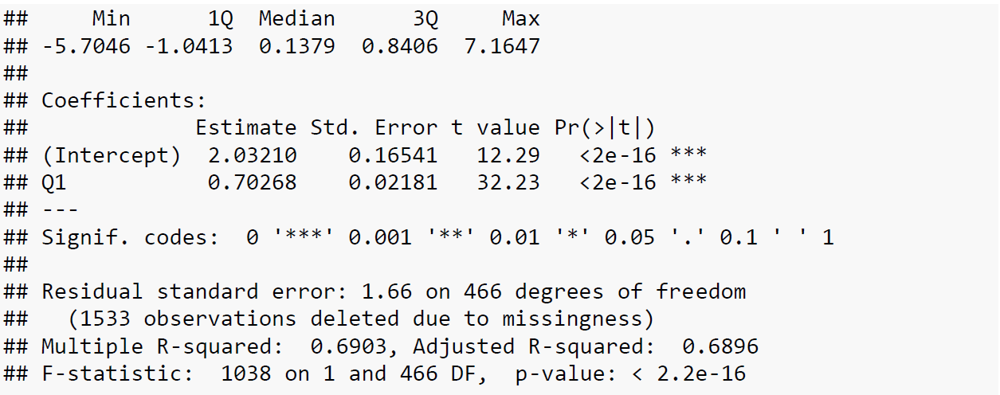 ##     Min      1Q  Median      3Q     Max
## -5.7046 -1.0413  0.1379  0.8406  7.1647
##
## Coefficients:
##             Estimate Std. Error t value Pr(>|t|)
## (Intercept)  2.03210    0.16541   12.29   <2e-16 ***
## Q1           0.70268    0.02181   32.23   <2e-16 ***
## ---
## Signif. codes:  0 '***' 0.001 '**' 0.01 '*' 0.05 '.' 0.1 ' ' 1
##
## Residual standard error: 1.66 on 466 degrees of freedom
##   (1533 observations deleted due to missingness)
## Multiple R-squared:  0.6903, Adjusted R-squared:  0.6896
## F-statistic:  1038 on 1 and 466 DF,  p-value: < 2.2e-16